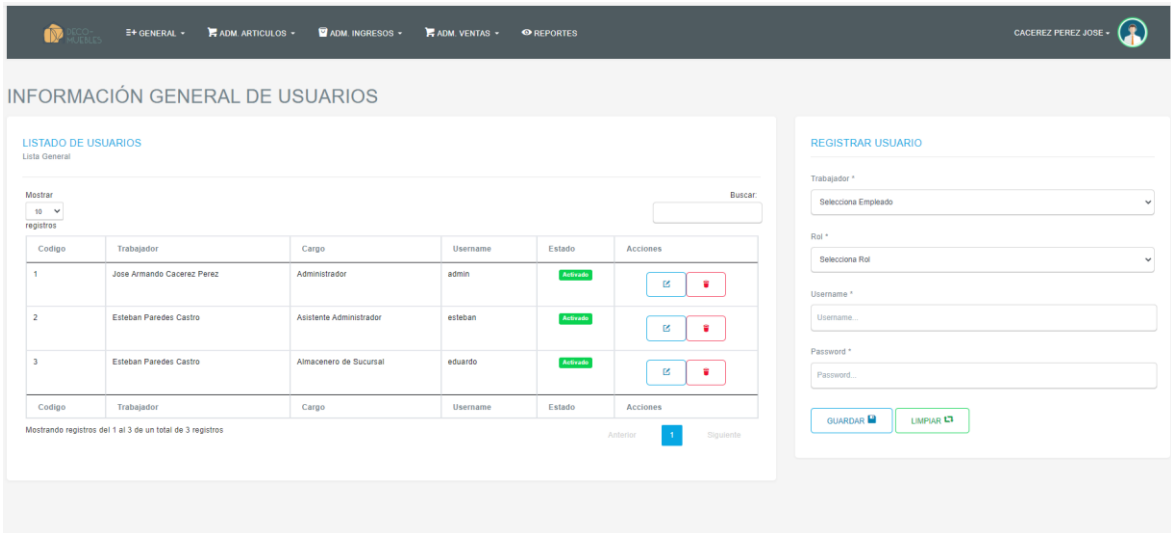 DECO-
MUEBLES
GENERAL
ADM. ARTICULOS
ADM. INGRESOS
ADM. VENTAS
REPORTES
CACEREZ PEREZ JOSE
INFORMACIÓN GENERAL DE USUARIOS
LISTADO DE USUARIOS
Lista General
Mostrar
10
registros
Buscar:
Codigo Trabajador Cargo Username Estado Acciones
1 Jose Armando Cacerez Perez Administrador admin Activado
2 Esteban Paredes Castro Asistente Administrador esteban Activado
3 Esteban Paredes Castro Almacenero de Sucursal eduardo Activado
Codigo Trabajador Cargo Username Estado Acciones
Mostrando registros del 1 al 3 de un total de 3 registros
Anterior 1 Siguiente
REGISTRAR USUARIO
Trabajador *
Selecciona Empleado
Rol *
Selecciona Rol
Username *
Username...
Password *
Password...
GUARDAR
LIMPIAR